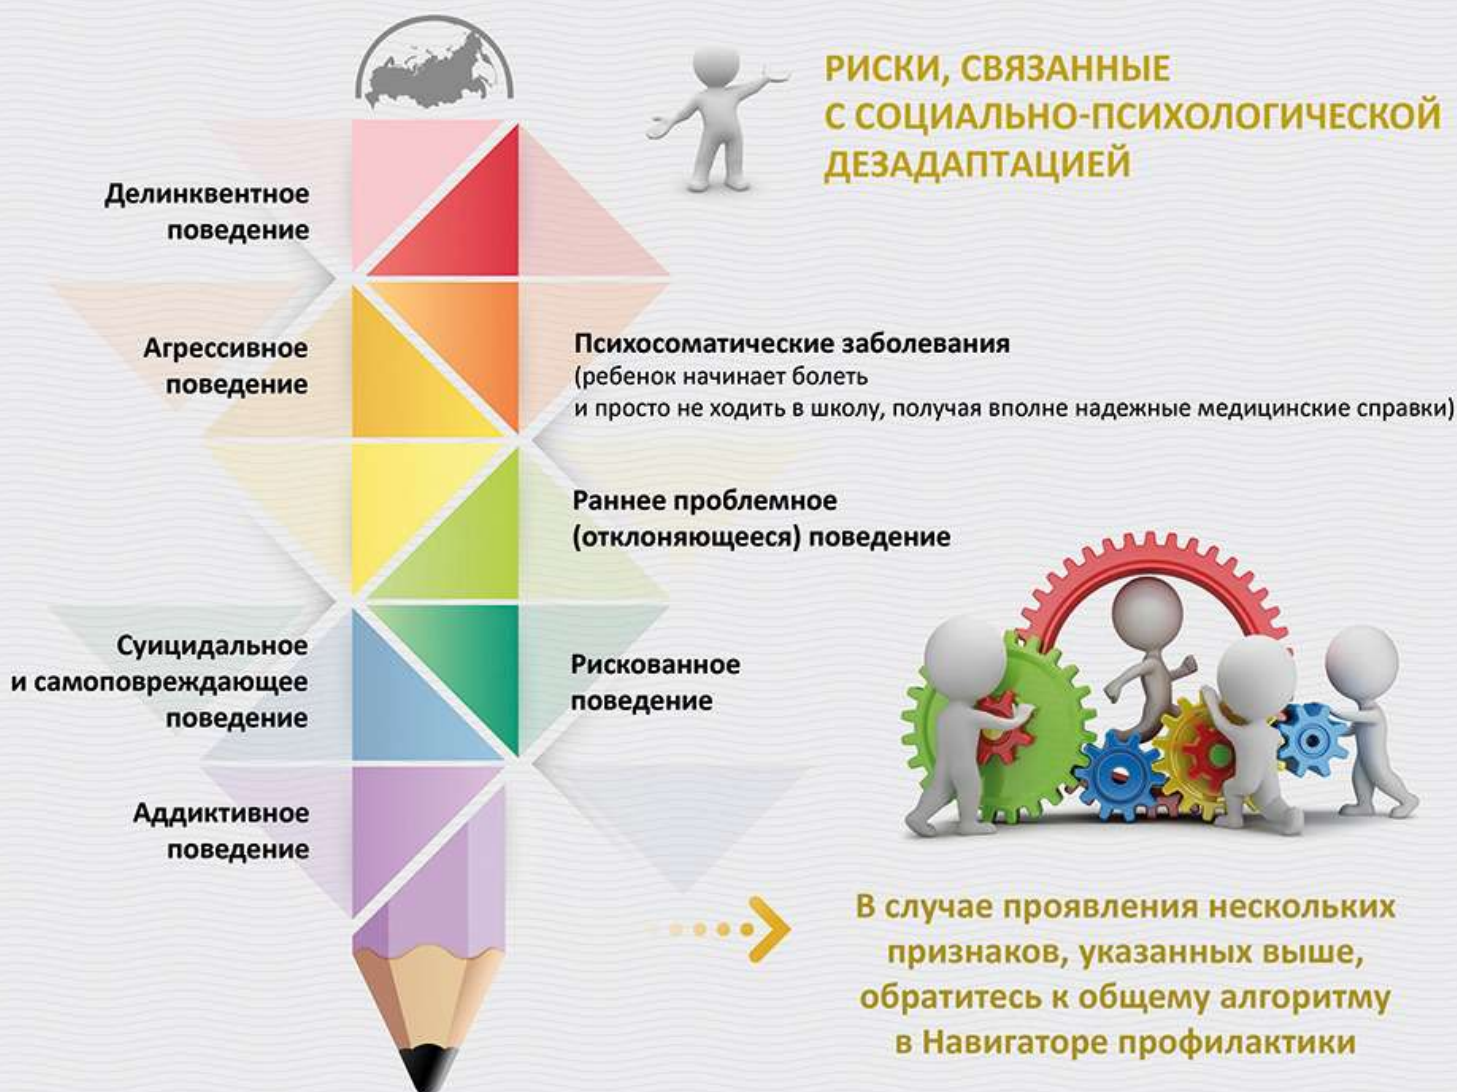 РИСКИ, СВЯЗАННЫЕ
С СОЦИАЛЬНО-ПСИХОЛОГИЧЕСКОЙ
ДЕЗАДАПТАЦИЕЙ
Делинквентное
поведение
Агрессивное
поведение
Психосоматические заболевания
(ребенок начинает болеть
и просто не ходить в школу, получая вполне надежные медицинские справки)
Раннее проблемное
(отклоняющееся) поведение
Суицидальное
и самоповреждающее
поведение
Рискованное
поведение
Аддиктивное
поведение
В случае проявления нескольких
признаков, указанных выше,
обратитесь к общему алгоритму
в Навигаторе профилактики